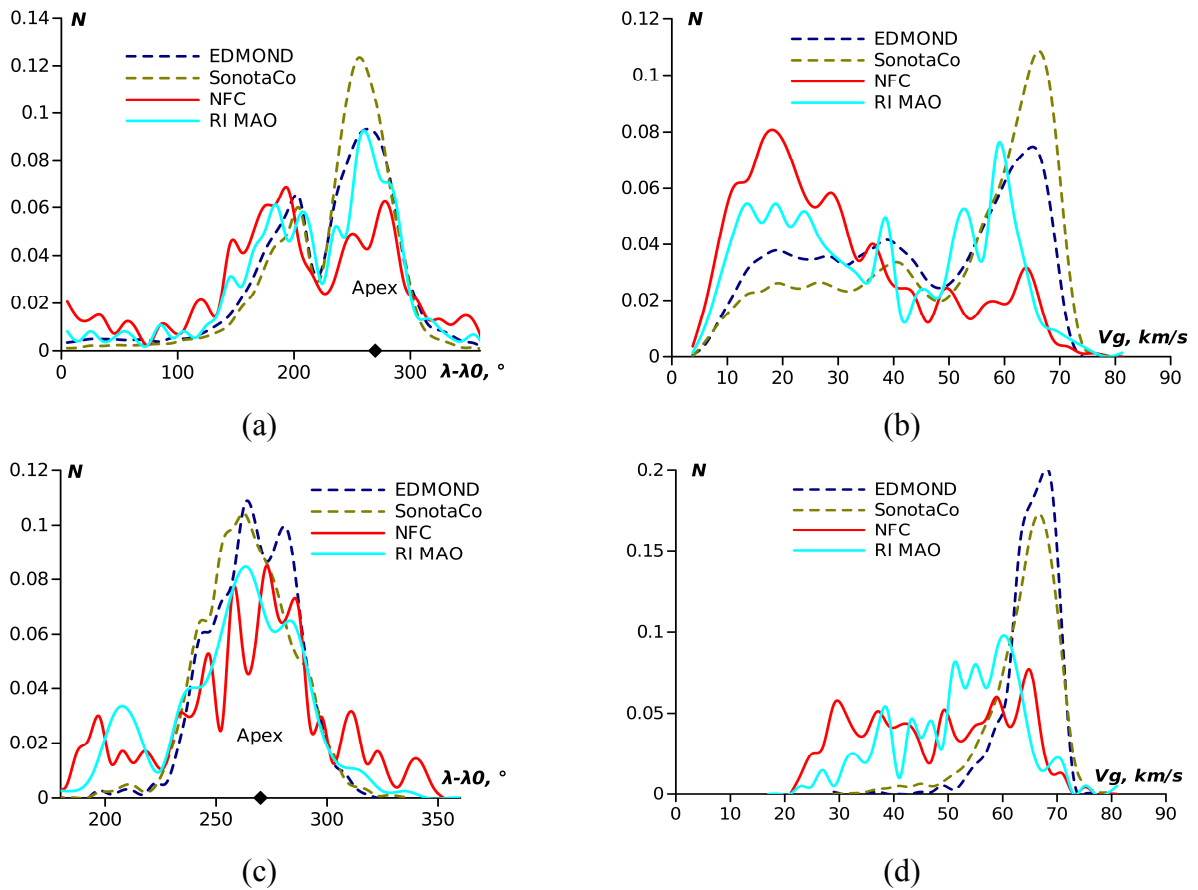 0.14
N
0.12
0.1
0.08
0.06
0.04
0.02
0
EDMOND
SonotaCo
NFC
RI MAO
Apex
0 100 200 300
λ-λ0, °
(a)
0.12
N
0.1
0.08
0.06
0.04
0.02
0
EDMOND
SonotaCo
NFC
RI MAO
Vg, km/s
0 10 20 30 40 50 60 70 80 90
(b)
0.12
N
0.1
0.08
0.06
0.04
0.02
0
EDMOND
SonotaCo
NFC
RI MAO
Apex
λ-λ0, °
200 250 300 350
(c)
0.2
N
0.15
0.1
0.05
0
EDMOND
SonotaCo
NFC
RI MAO
Vg, km/s
0 10 20 30 40 50 60 70 80 90
(d)